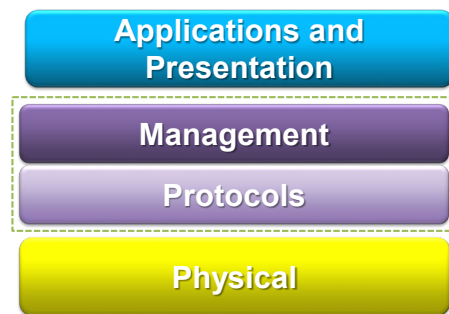 Applications and
Presentation
Management
Protocols
Physical